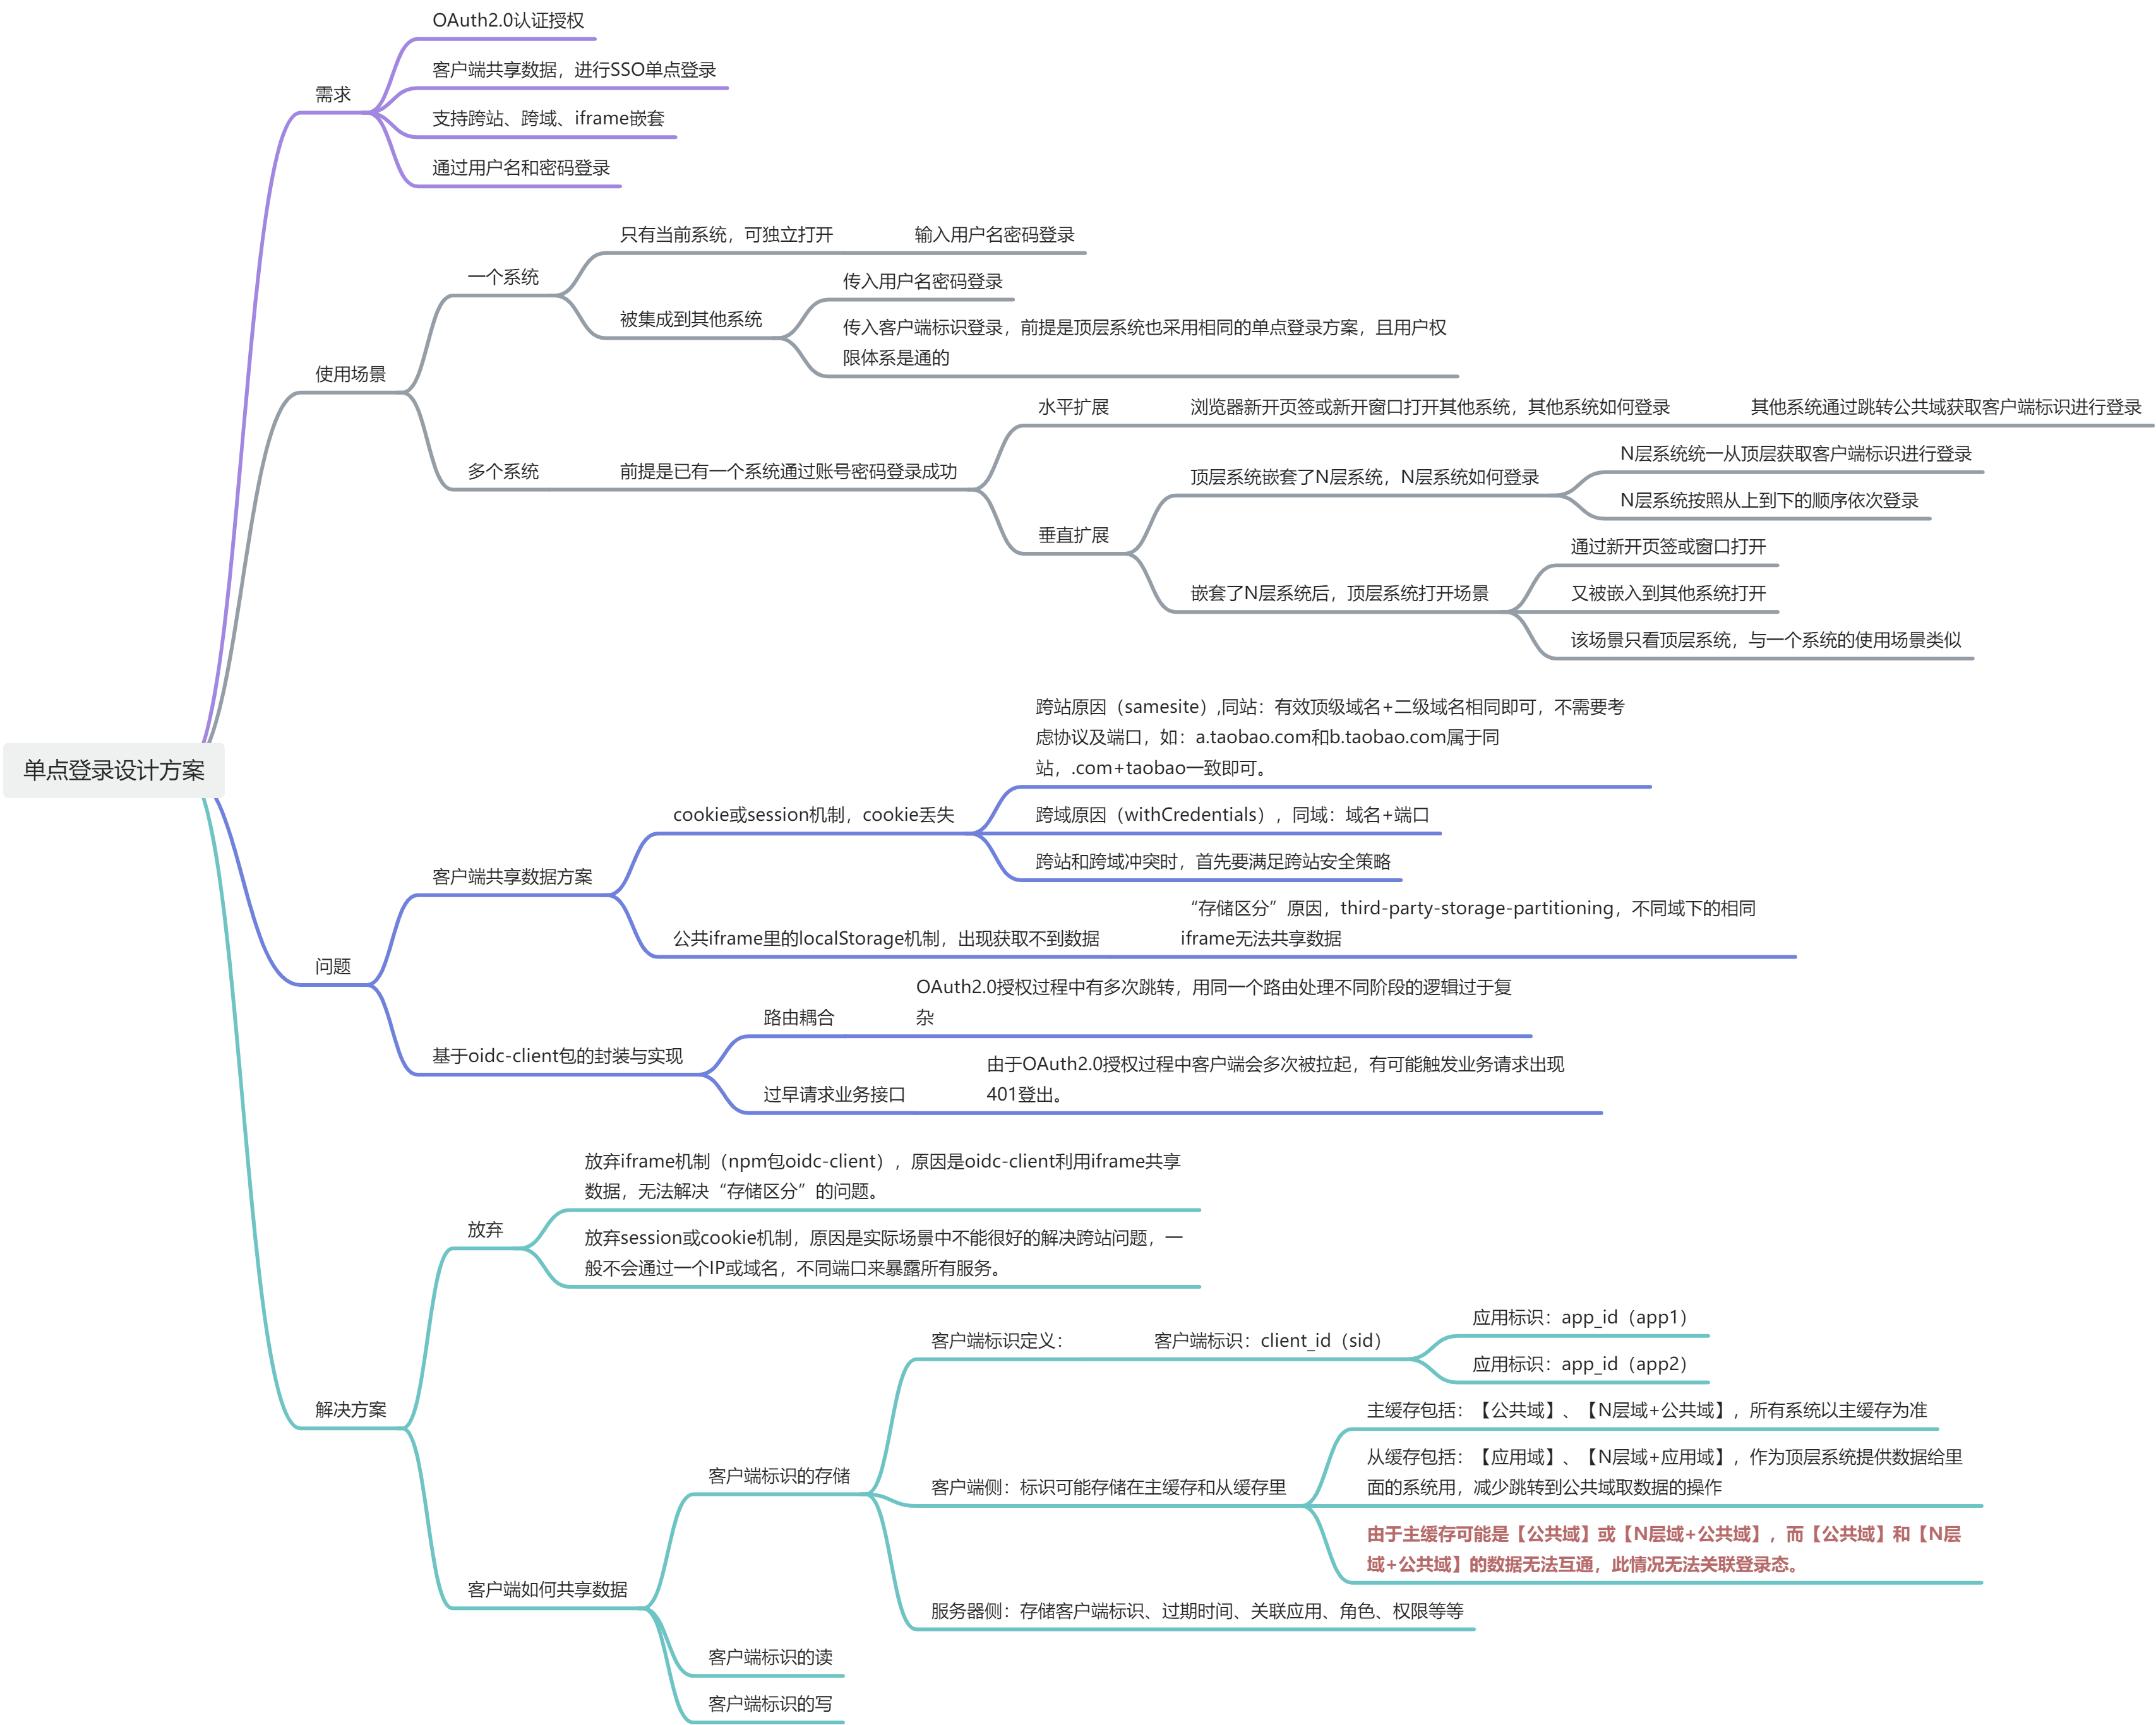 OAuth2.0认证授权
客户端共享数据，进行SSO单点登录
需求
支持跨站、跨域、iframe嵌套
通过用户名和密码登录
只有当前系统，可独立打开
输入用户名密码登录
一个系统
传入用户名密码登录
被集成到其他系统
传入客户端标识登录，前提是顶层系统也采用相同的单点登录方案，且用户权
限体系是通的
使用场景
水平扩展
浏览器新开页签或新开窗口打开其他系统，其他系统如何登录
其他系统通过跳转公共域获取客户端标识进行登录
多个系统
前提是已有一个系统通过账号密码登录成功
顶层系统嵌套了N层系统，N层系统如何登录
N层系统统一从顶层获取客户端标识进行登录
N层系统按照从上到下的顺序依次登录
垂直扩展
通过新开页签或窗口打开
嵌套了N层系统后，顶层系统打开场景
又被嵌入到其他系统打开
该场景只看顶层系统，与一个系统的使用场景类似
单点登录设计方案
跨站原因（samesite）,同站：有效顶级域名+二级域名相同即可，不需要考
虑协议及端口，如：a.taobao.com和b.taobao.com属于同
站，.com+taobao一致即可。
cookie或session机制，cookie丢失
跨域原因（withCredentials），同域：域名+端口
跨站和跨域冲突时，首先要满足跨站安全策略
客户端共享数据方案
“存储区分”原因，third-party-storage-partitioning，不同域下的相同
iframe无法共享数据
公共iframe里的localStorage机制，出现获取不到数据
问题
OAuth2.0授权过程中有多次跳转，用同一个路由处理不同阶段的逻辑过于复
杂
路由耦合
基于oidc-client包的封装与实现
由于OAuth2.0授权过程中客户端会多次被拉起，有可能触发业务请求出现
401登出。
过早请求业务接口
放弃iframe机制（npm包oidc-client），原因是oidc-client利用iframe共享
数据，无法解决“存储区分”的问题。
放弃
放弃session或cookie机制，原因是实际场景中不能很好的解决跨站问题，一
般不会通过一个IP或域名，不同端口来暴露所有服务。
解决方案
客户端标识定义：
客户端标识：client_id（sid）
应用标识：app_id（app1）
应用标识：app_id（app2）
客户端标识的存储
客户端侧：标识可能存储在主缓存和从缓存里
主缓存包括：【公共域】、【N层域+公共域】，所有系统以主缓存为准
从缓存包括：【应用域】、【N层域+应用域】，作为顶层系统提供数据给里
面的系统用，减少跳转到公共域取数据的操作
由于主缓存可能是【公共域】或【N层域+公共域】，而【公共域】和【N层
域+公共域】的数据无法互通，此情况无法关联登录态。
客户端如何共享数据
服务器侧：存储客户端标识、过期时间、关联应用、角色、权限等等
客户端标识的读
客户端标识的写